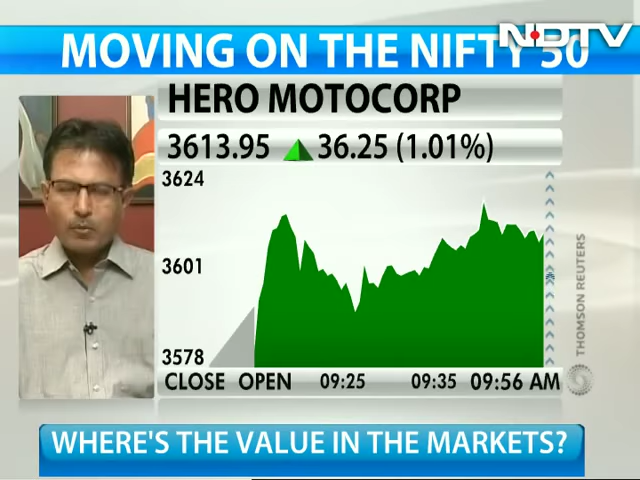 NDTV
MOVING ON THE NIFTY 50
HERO MOTOCORP
3613.95 36.25 (1.01%)
3624
3601
3578
CLOSE OPEN 09:25 09:35 09:56 AM
THOMSON REUTERS
WHERE'S THE VALUE IN THE MARKETS?